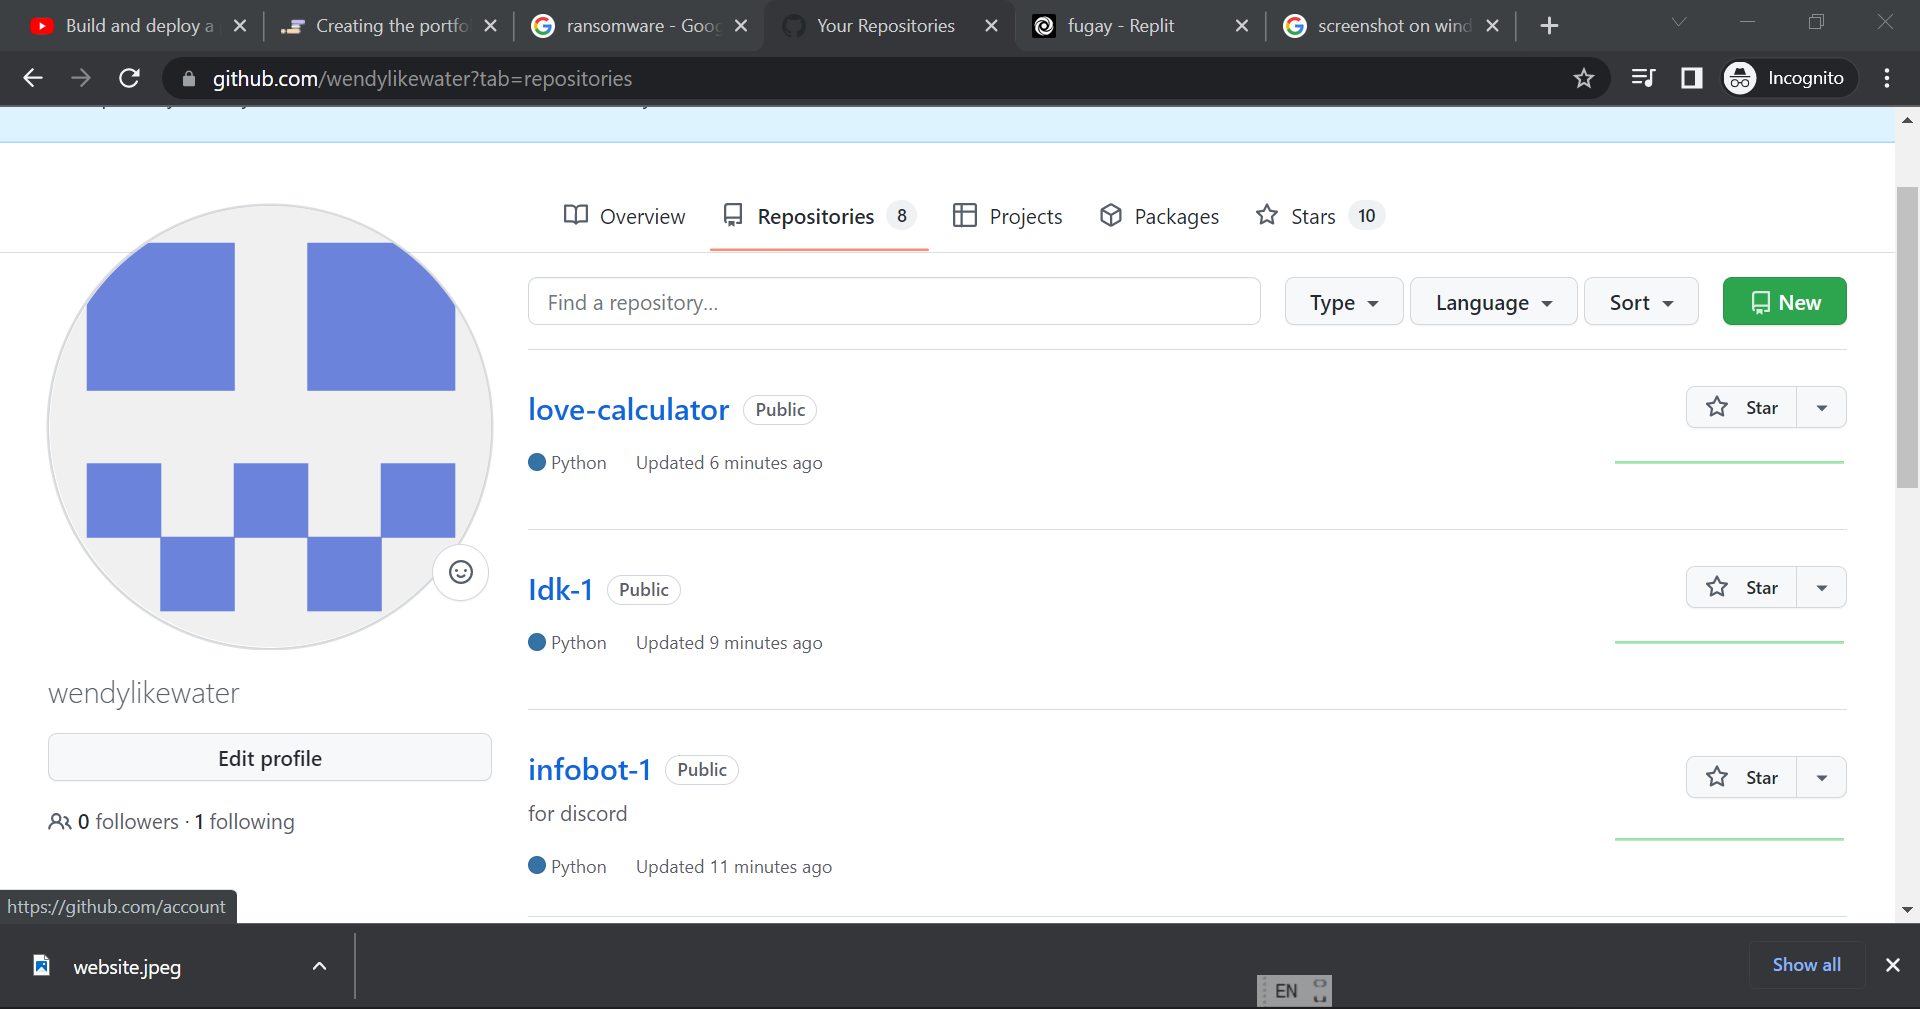 Build and deploy a
Creating the portfo
ransomware - Goog
Your Repositories
fugay - Replit
screenshot on wind
github.com/wendylikewater?tab=repositories
Incognito
Overview
Repositories 8
Projects
Packages
Stars 10
Find a repository...
Type
Language
Sort
New
love-calculator Public
Star
Python Updated 6 minutes ago
Idk-1 Public
Star
Python Updated 9 minutes ago
wendylikewater
Edit profile
0 followers · 1 following
infobot-1 Public
Star
for discord
Python Updated 11 minutes ago
https://github.com/account
website.jpeg
Show all
EN